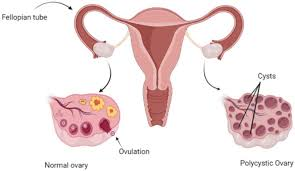 Fellopian tube
Cysts
Ovulation
Normal ovary
Polycystic Ovary